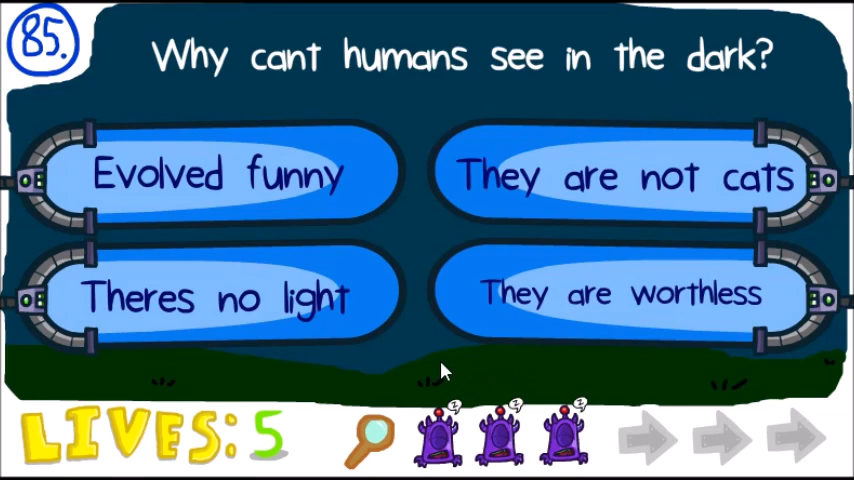 85.
Why cant humans see in the dark?
Evolved funny
They are not cats
Theres no light
They are worthless
LIVES: 5
z
z
z